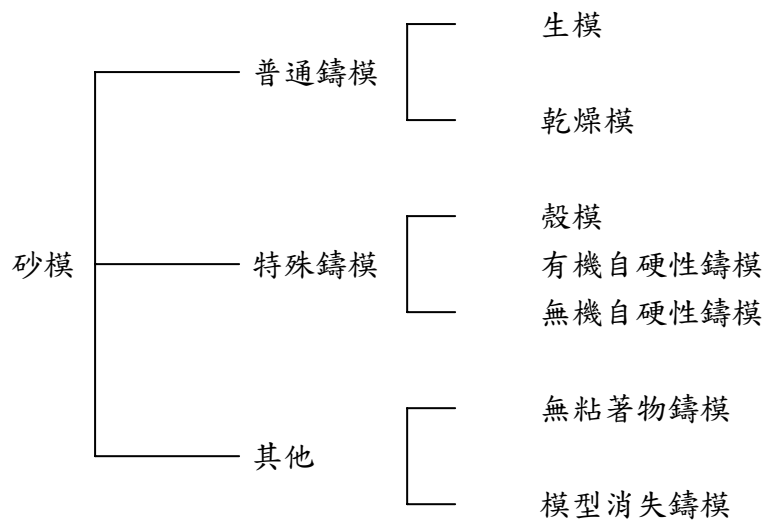 生模
普通鑄模
乾燥模
殼模
砂模
特殊鑄模
有機自硬性鑄模
無機自硬性鑄模
無粘著物鑄模
其他
模型消失鑄模